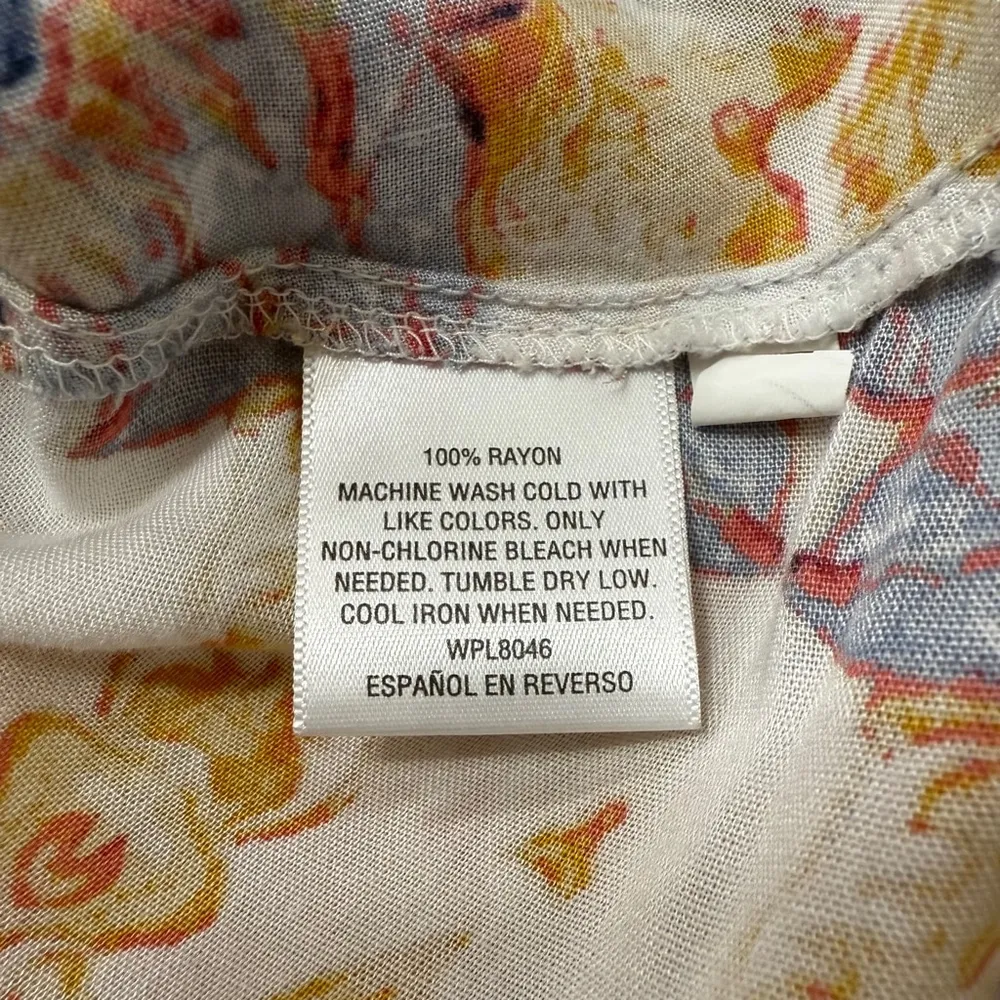 100% RAYON
MACHINE WASH COLD WITH
LIKE COLORS. ONLY
NON-CHLORINE BLEACH WHEN
NEEDED. TUMBLE DRY LOW.
COOL IRON WHEN NEEDED.
WPL8046
ESPAÑOL EN REVERSO